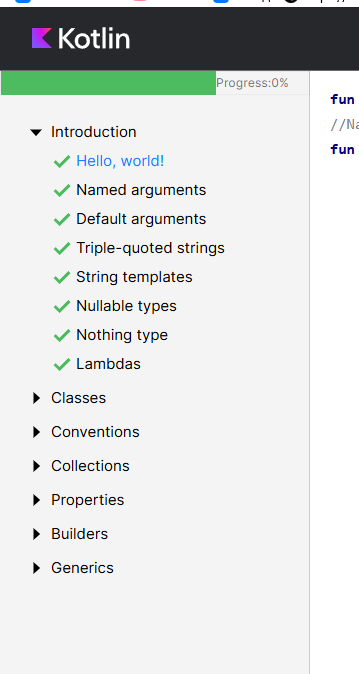 Kotlin
Progress:0%
Introduction
Hello, world!
Named arguments
Default arguments
Triple-quoted strings
String templates
Nullable types
Nothing type
Lambdas
Classes
Conventions
Collections
Properties
Builders
Generics
fun
//Na
fun